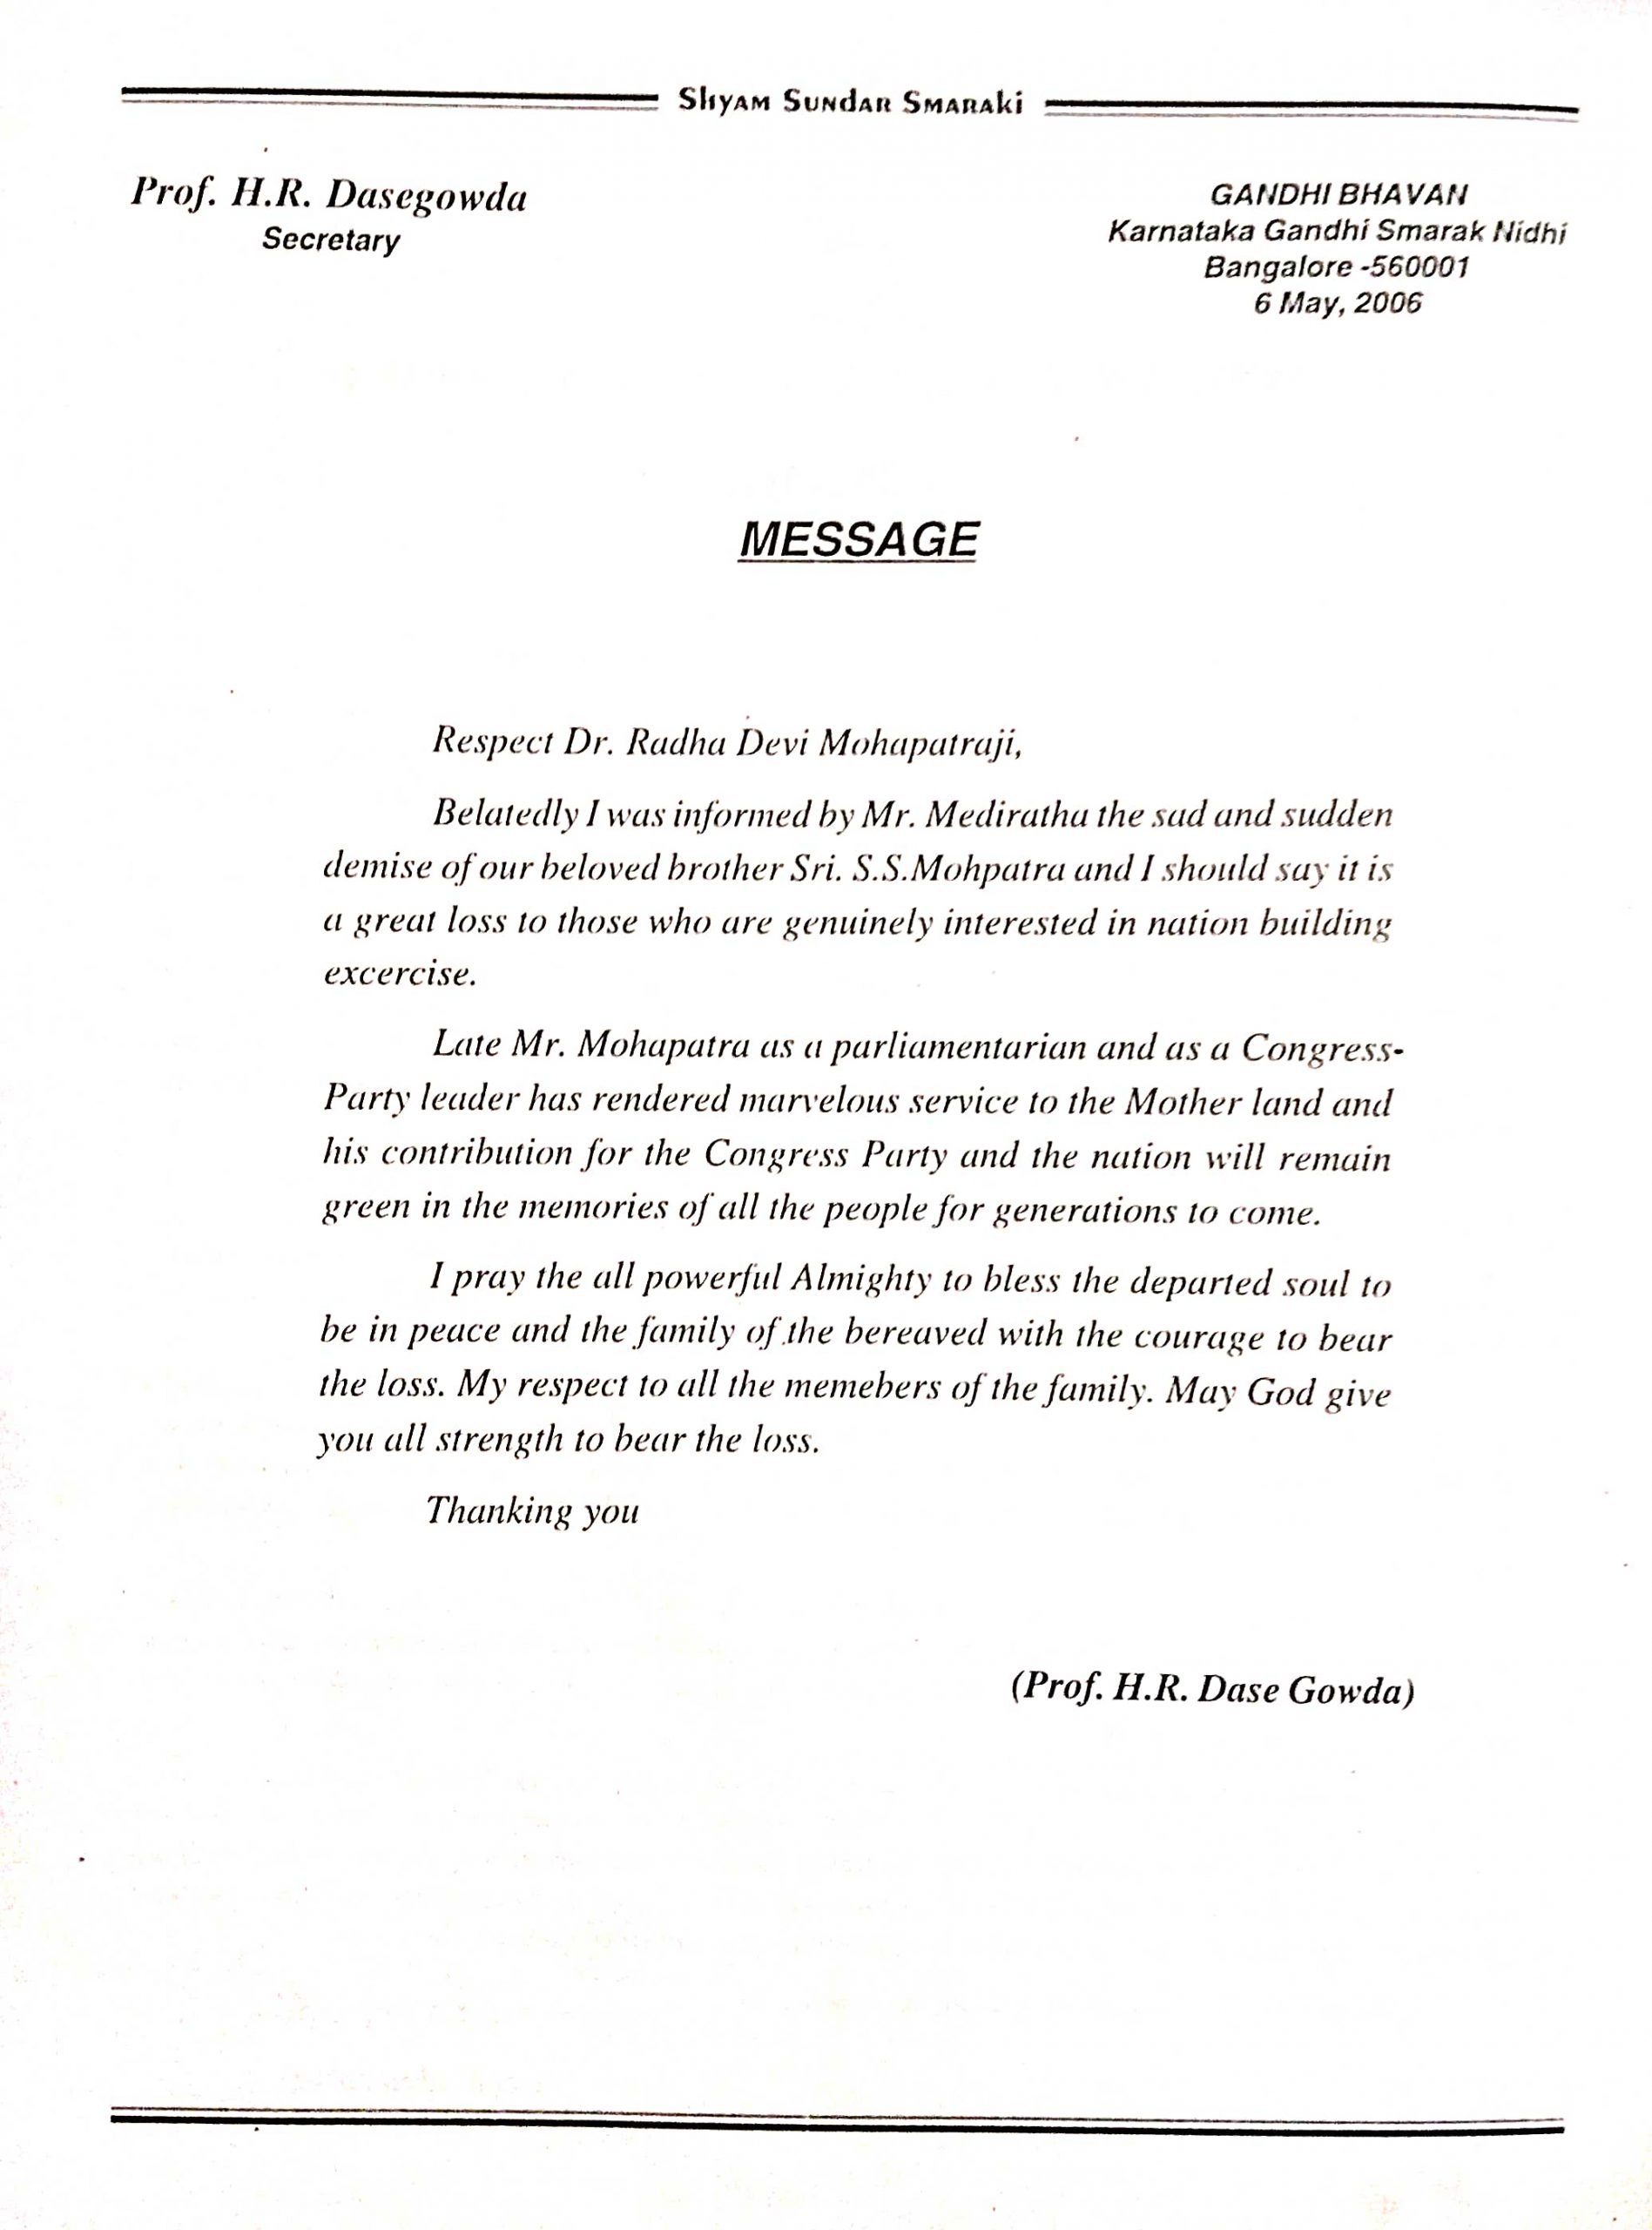 Shyam Sundar Smaraki
Prof. H.R. Dasegowda
Secretary
GANDHI BHAVAN
Karnataka Gandhi Smarak Nidhi
Bangalore -560001
6 May, 2006
MESSAGE
Respect Dr. Radha Devi Mohapatraji,
Belatedly I was informed by Mr. Mediratha the sad and sudden
demise of our beloved brother Sri. S.S.Mohpatra and I should say it is
a great loss to those who are genuinely interested in nation building
excercise.
Late Mr. Mohapatra as a parliamentarian and as a Congress-
Party leader has rendered marvelous service to the Mother land and
his contribution for the Congress Party and the nation will remain
green in the memories of all the people for generations to come.
I pray the all powerful Almighty to bless the departed soul to
be in peace and the family of the bereaved with the courage to bear
the loss. My respect to all the memebers of the family. May God give
you all strength to bear the loss.
Thanking you
(Prof. H.R. Dase Gowda)